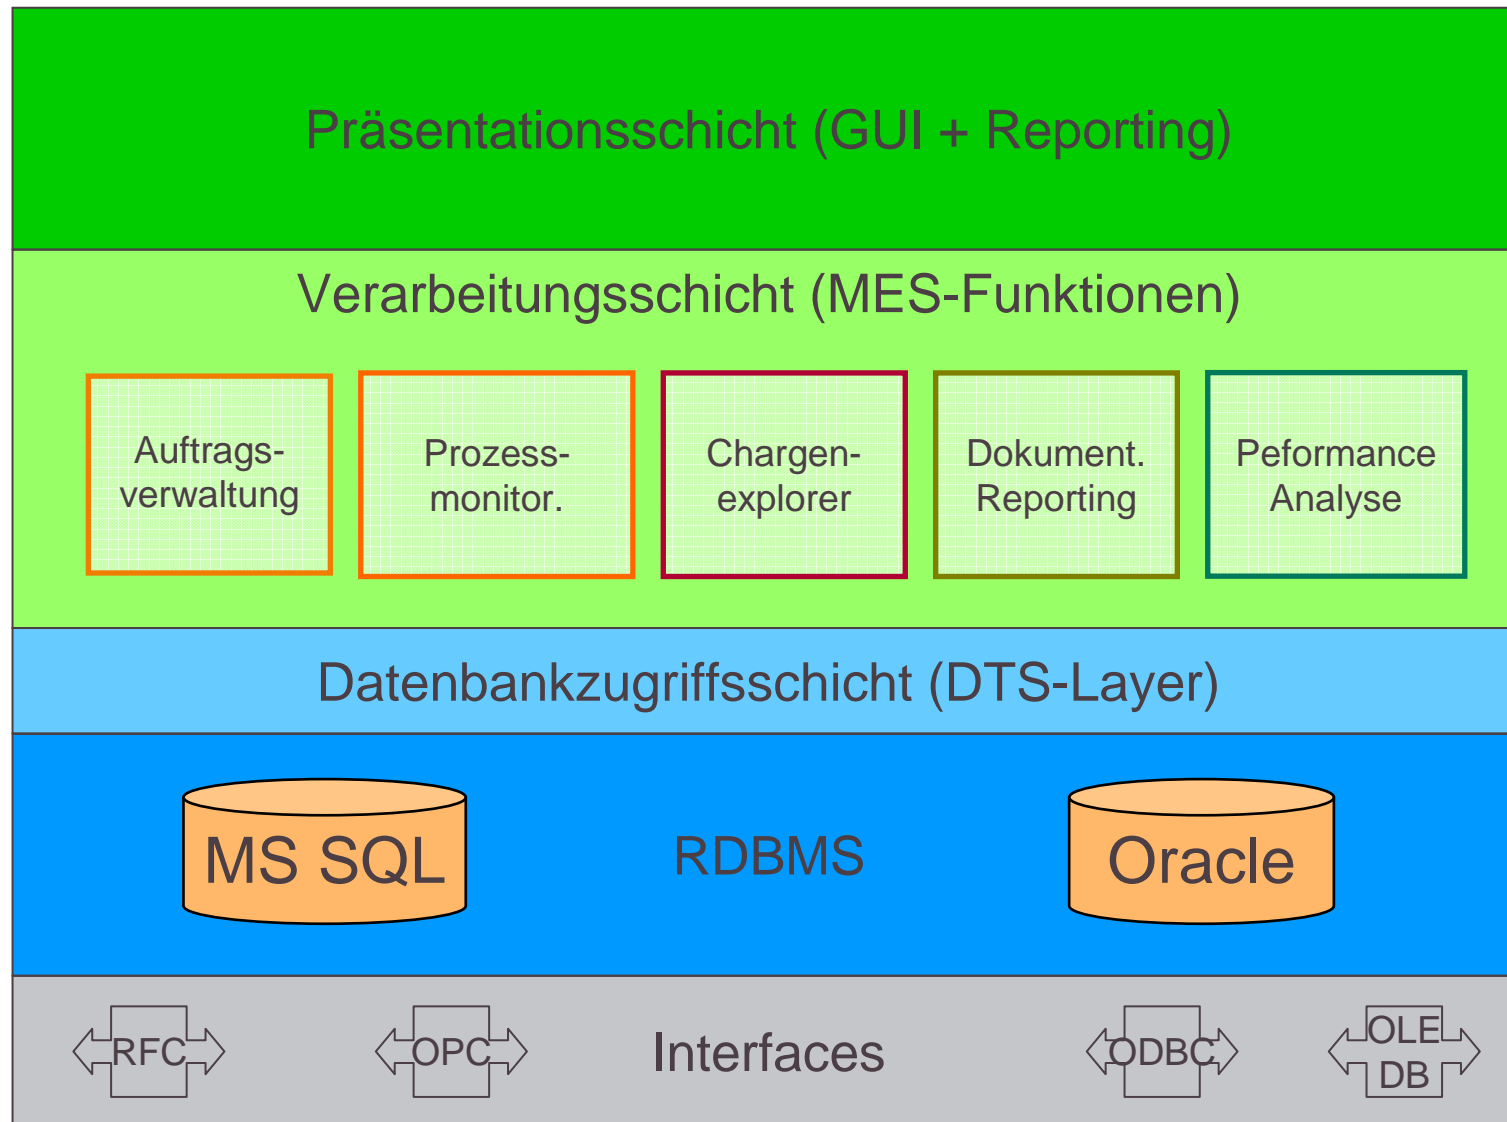 Präsentationsschicht (GUI + Reporting)
Verarbeitungsschicht (MES-Funktionen)
Auftrags-
verwaltung
Prozess-
monitor.
Chargen-
explorer
Dokument.
Reporting
Peformance
Analyse
Datenbankzugriffsschicht (DTS-Layer)
MS SQL
RDBMS
Oracle
RFC
OPC
Interfaces
ODBC
OLE
DB